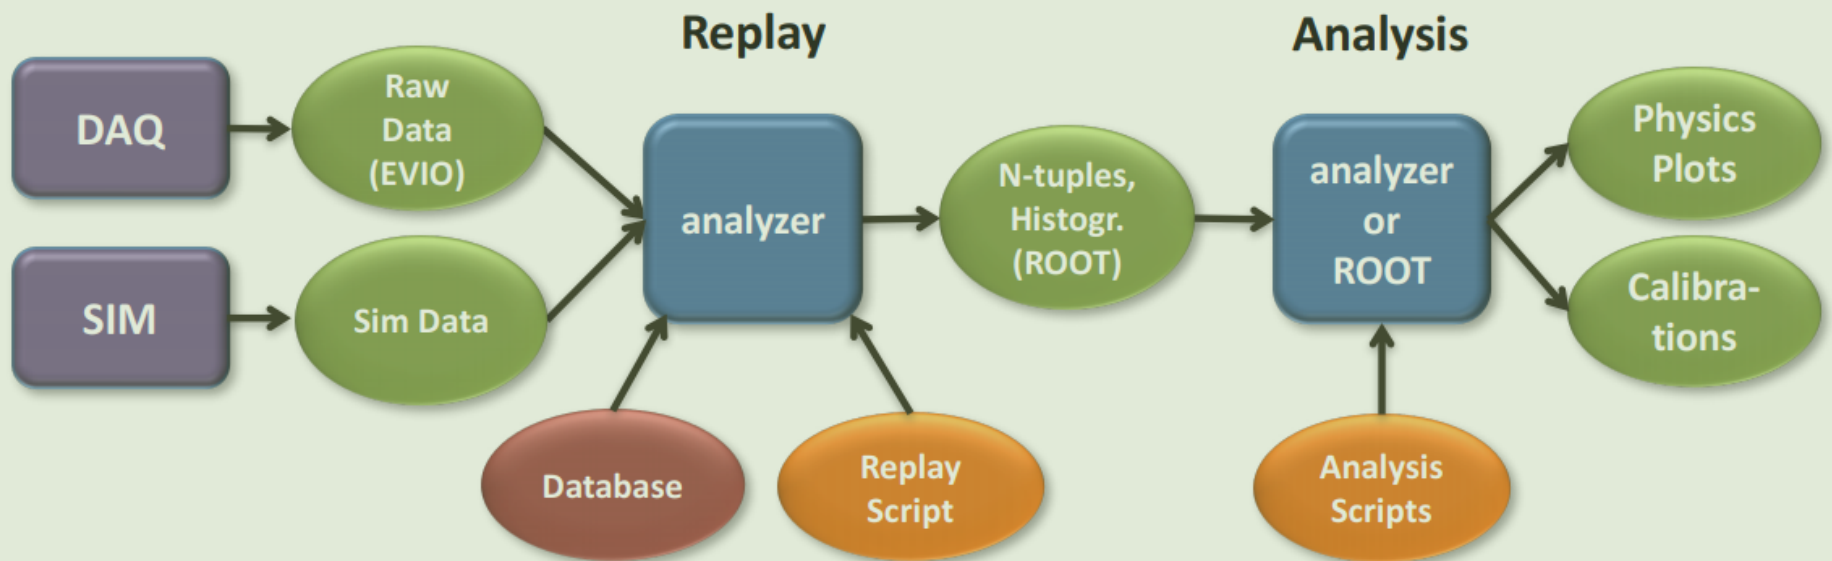 Replay
Analysis
DAQ
Raw
Data
(EVIO)
SIM
Sim Data
analyzer
N-tuples,
Histogr.
(ROOT)
analyzer
or
ROOT
Physics
Plots
Calibra-
tions
Database
Replay
Script
Analysis
Scripts